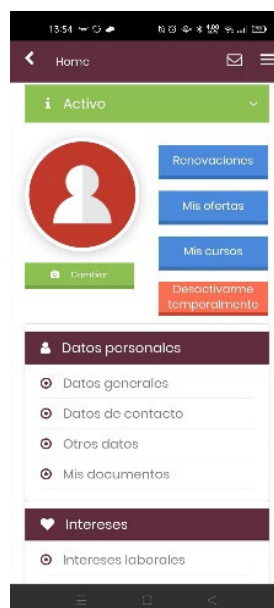 13:54
Home
i Activo
Renovaciones
Mis ofertas
Cambiar
Mis cursos
Desactivarme
temporalmente
Datos personales
Datos generales
Datos de contacto
Otros datos
Mis documentos
Intereses
Intereses laborales